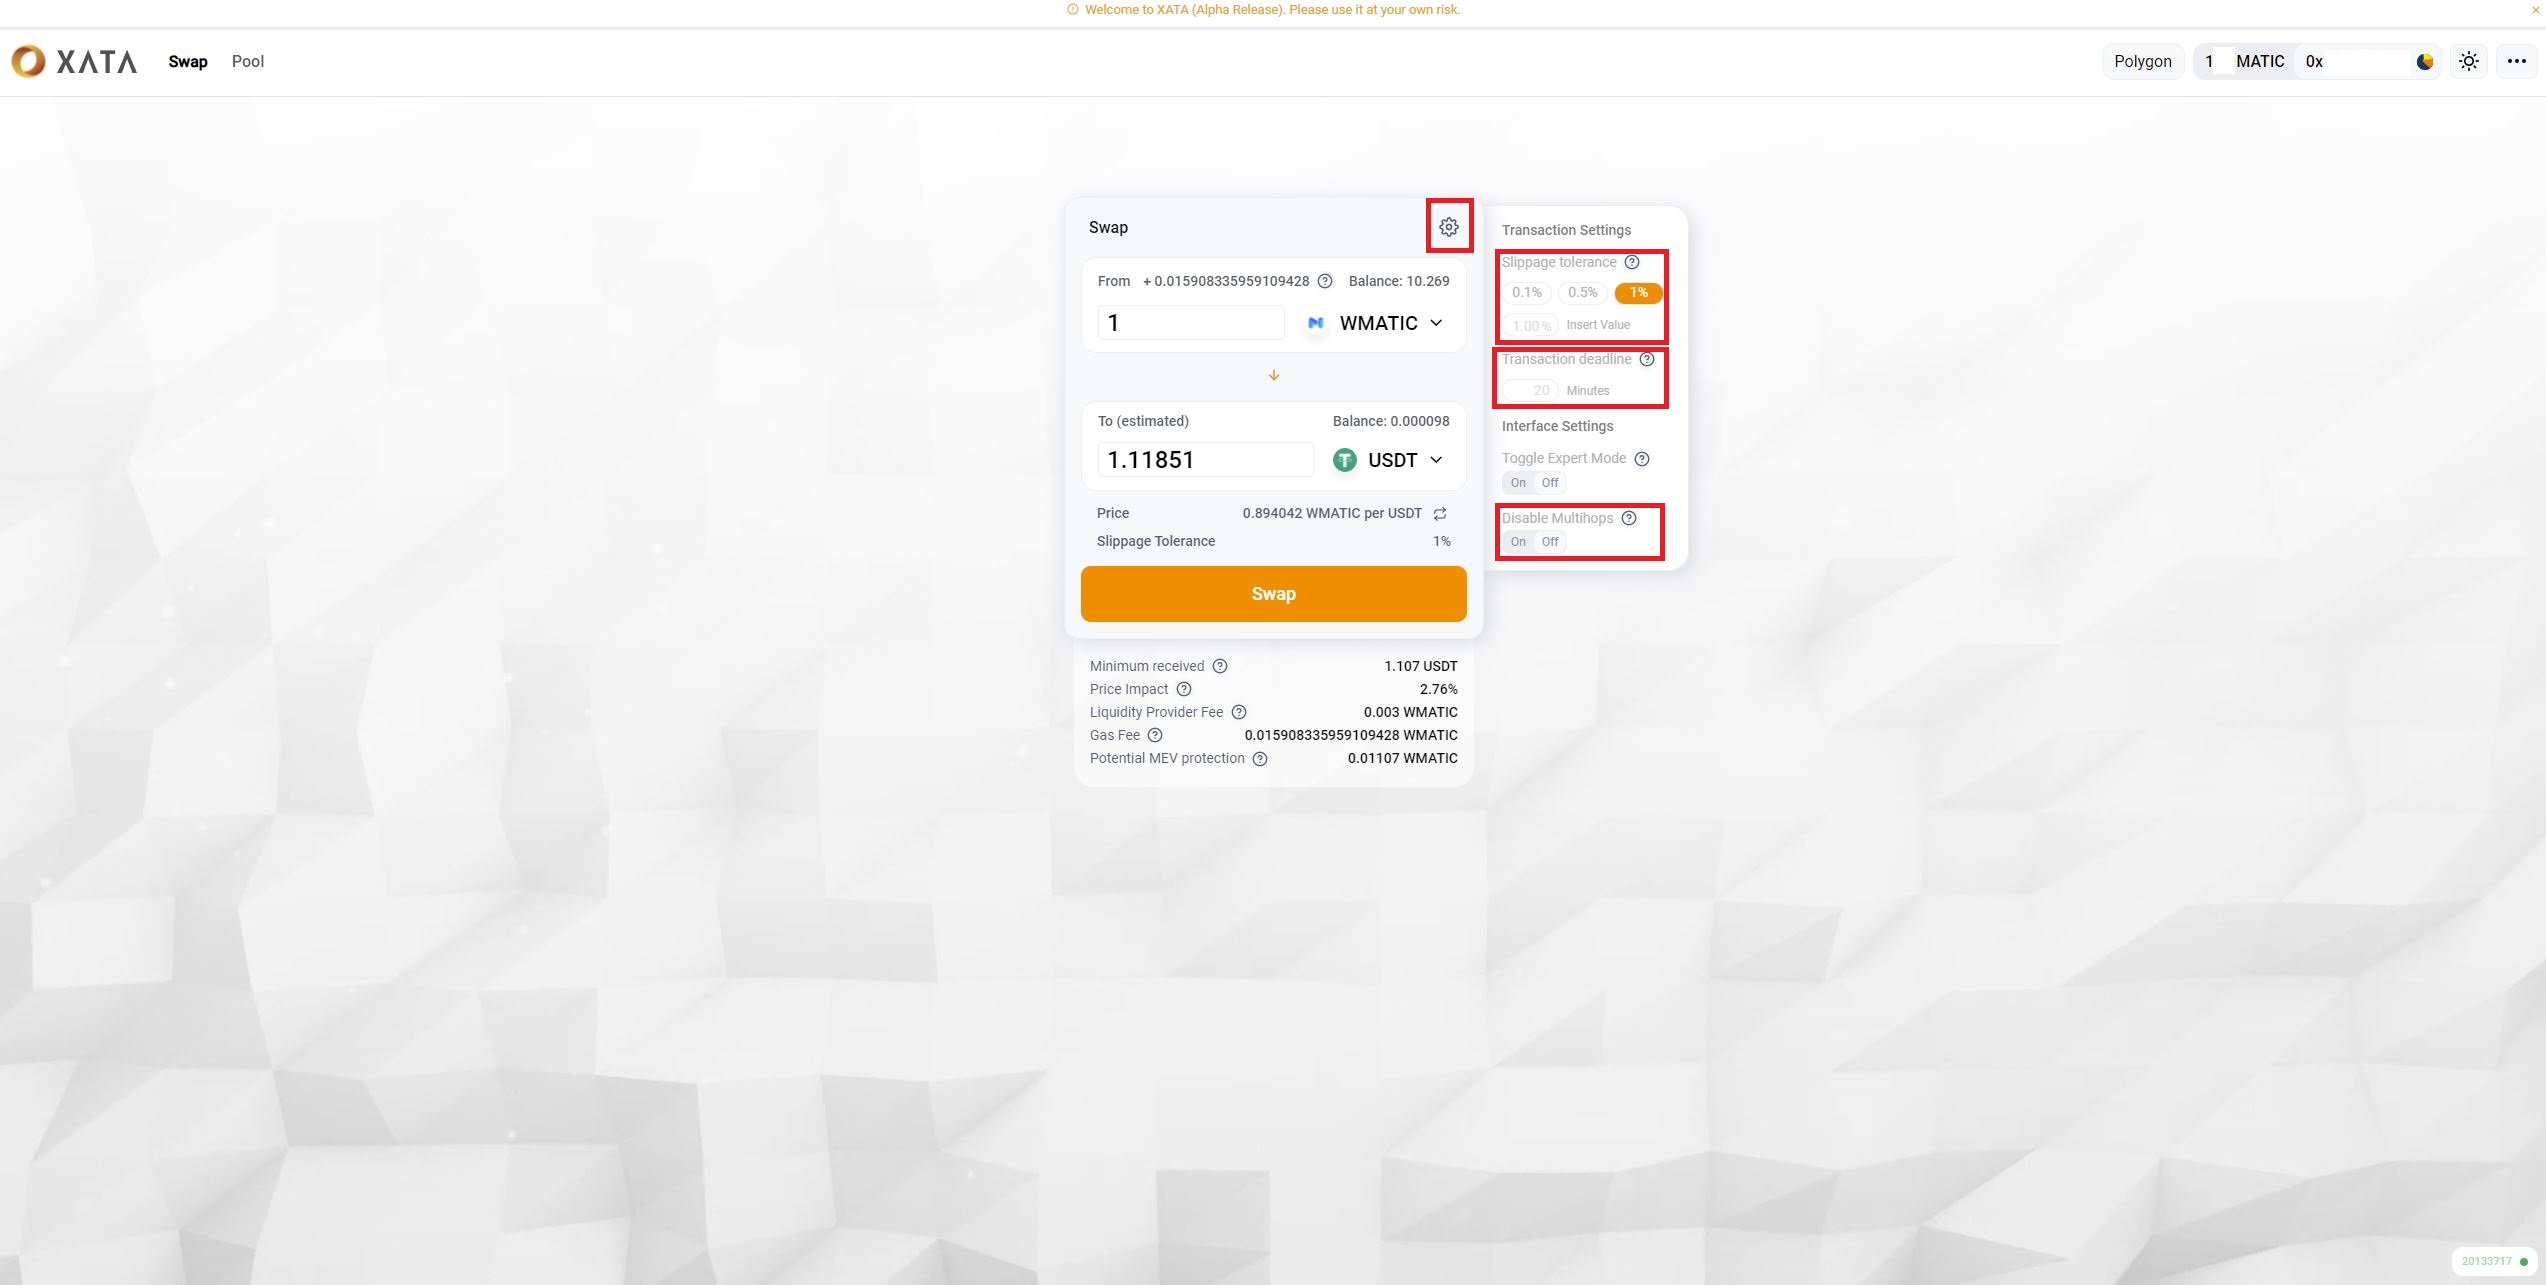 Welcome to XATA (Alpha Release). Please use it at your own risk.
XATA Swap Pool Polygon 1 MATIC 0x
Swap
From + 0.015908335959109428 Balance: 10.269
1 WMATIC
To (estimated) Balance: 0.000098
1.11851 USDT
Price 0.894042 WMATIC per USDT
Slippage Tolerance 1%
Swap
Minimum received 1.107 USDT
Price Impact 2.76%
Liquidity Provider Fee 0.003 WMATIC
Gas Fee 0.015908335959109428 WMATIC
Potential MEV protection 0.01107 WMATIC
Transaction Settings
Slippage tolerance
0.1% 0.5% 1%
1.00 % Insert Value
Transaction deadline
20 Minutes
Interface Settings
Toggle Expert Mode
On Off
Disable Multihops
On Off
20133717